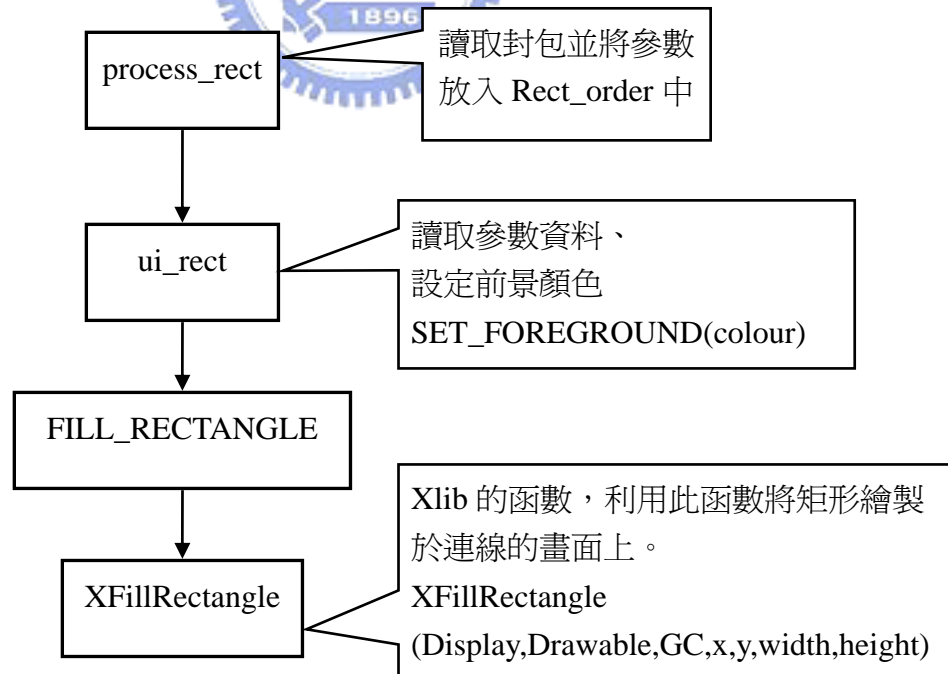 1896
process_rect
讀取封包並將參數
放入 Rect_order 中
ui_rect
讀取參數資料、
設定前景顏色
SET_FOREGROUND(colour)
FILL_RECTANGLE
XFillRectangle
Xlib 的函數，利用此函數將矩形繪製
於連線的畫面上。
XFillRectangle
(Display,Drawable,GC,x,y,width,height)